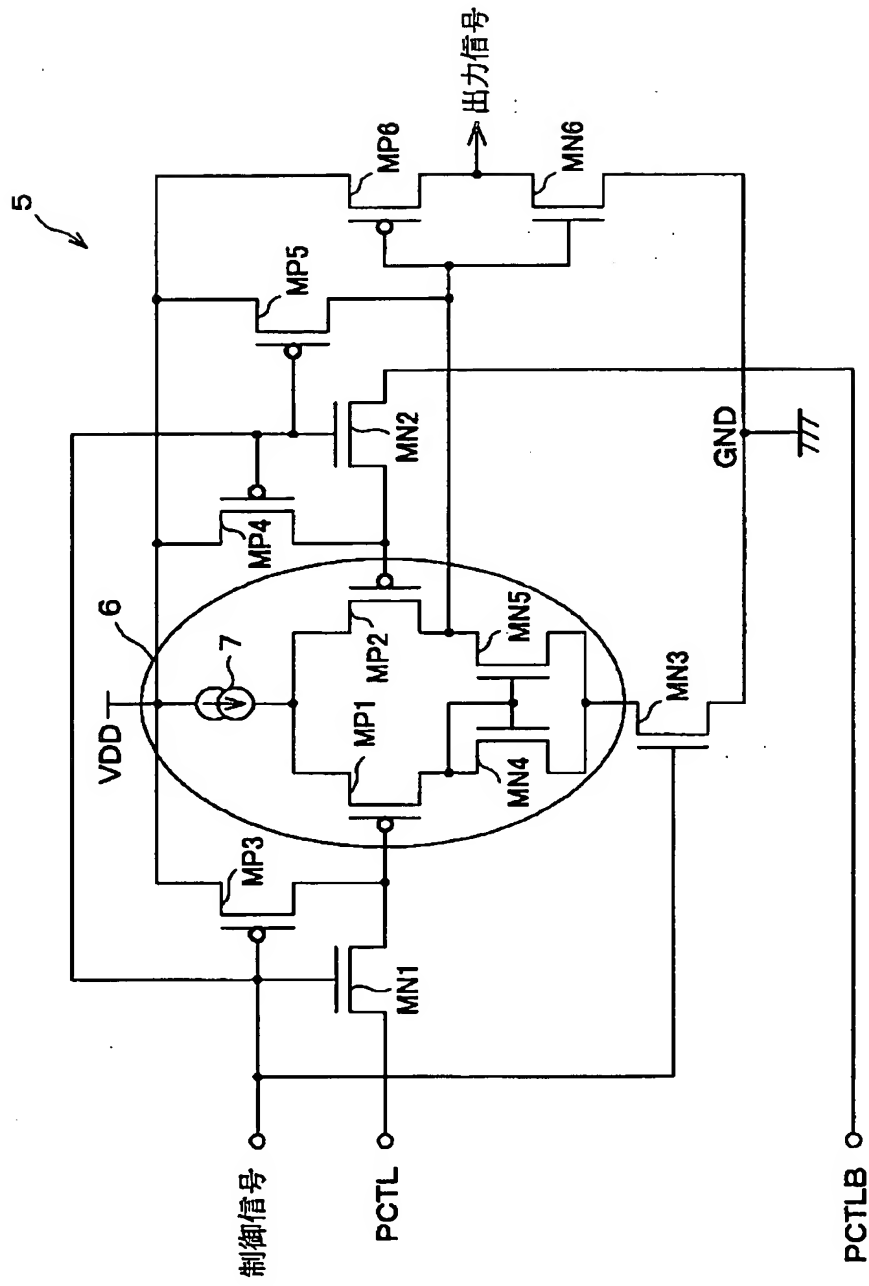 5
6
VDD
7
MP3
MP4
MP5
MP6
MP1
MP2
MN1
MN2
MN4
MN5
MN3
MN6
制御信号
PCTL
PCTLB
出力信号
GND